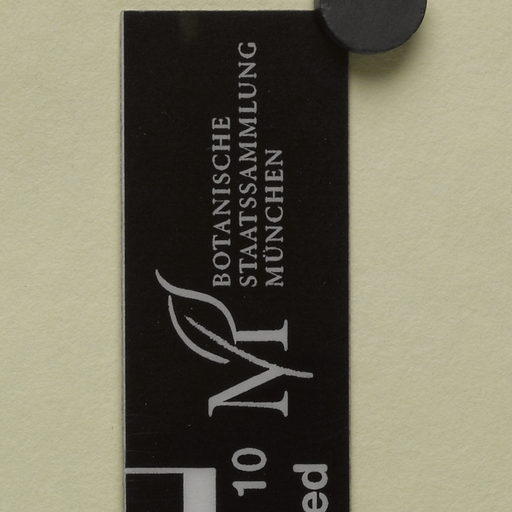 BOTANISCHE
STAATSSAMMLUNG
MÜNCHEN
M
10
ed